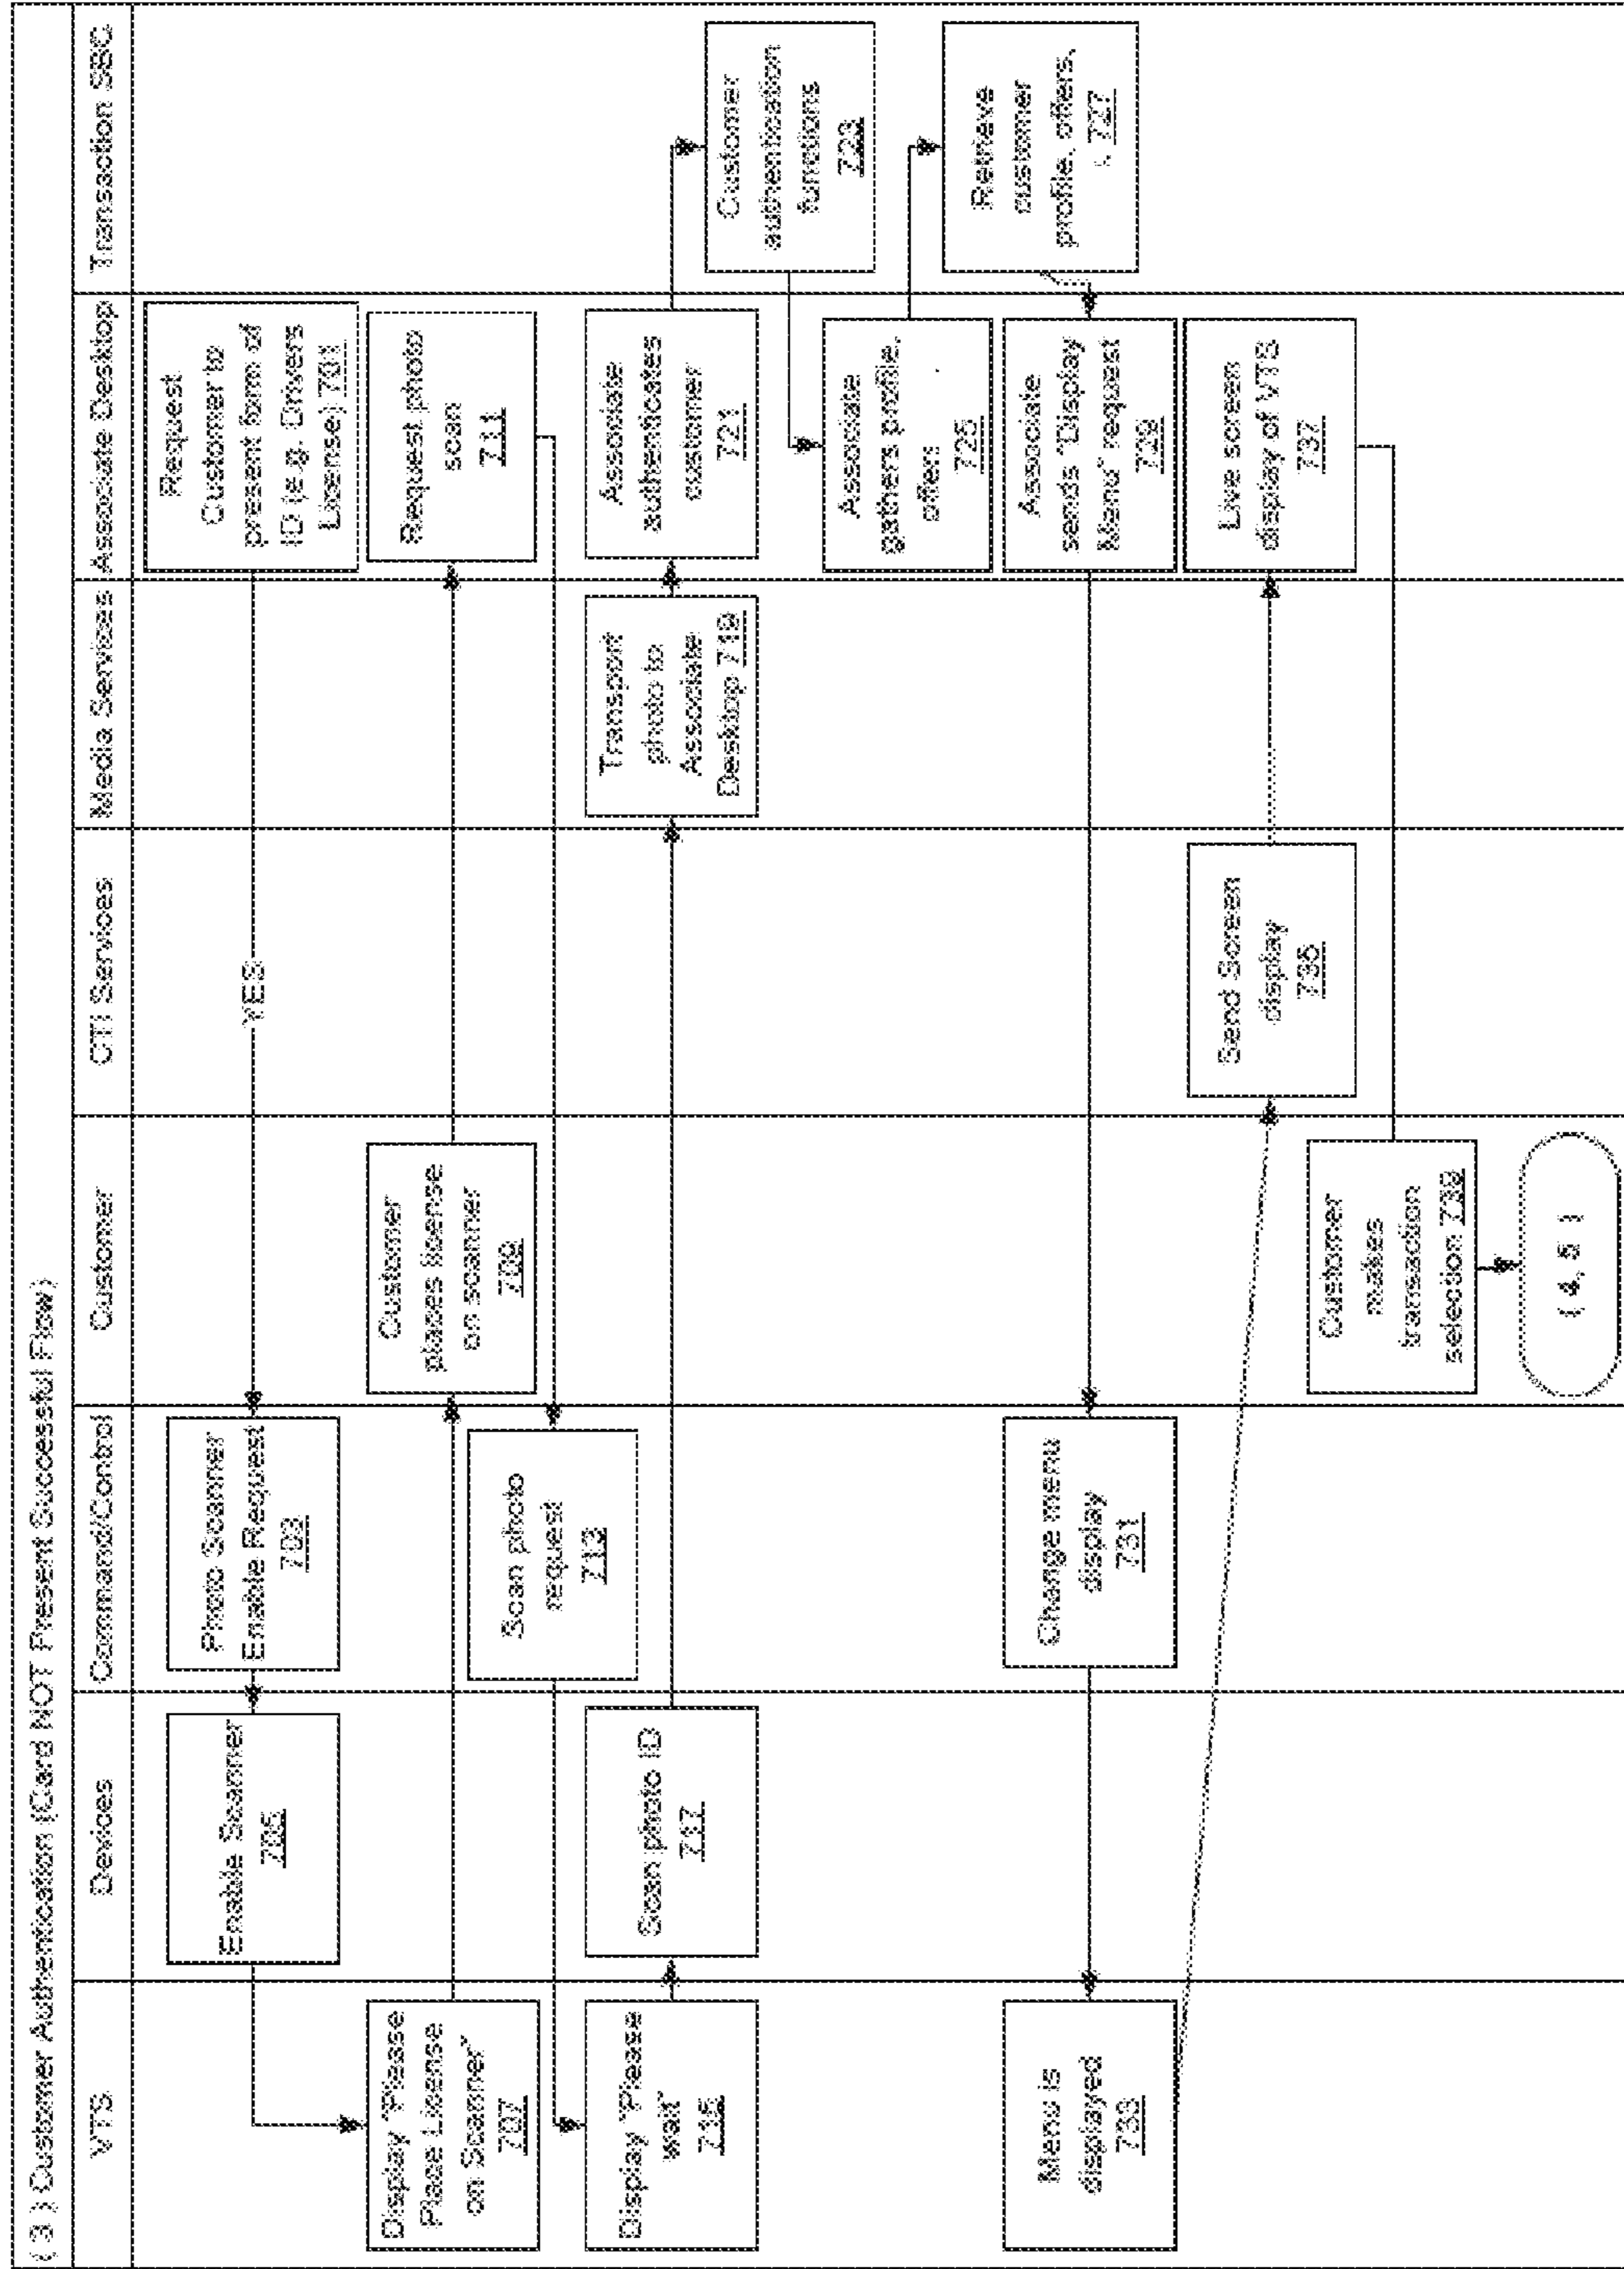 ( 3 ) Customer Authentication (Card NOT Present Successful Flow)
VTS
Devices
Command/Control
Customer
CTI Services
Media Services
Associate Desktop
Transaction SBC
Request
Customer to
present form of
ID (e.g. Drivers
License) 701
YES
Photo Scanner
Enable Request
703
Enable Scanner
705
Display "Please
Place License
on Scanner"
707
Customer
places license
on scanner
709
Request photo
scan
711
Scan photo
request
713
Display "Please
wait"
715
Scan photo ID
717
Transport
photo to
Associate
Desktop 719
Associate
authenticates
customer
721
Customer
authentication
functions
723
Associate
gathers profile,
offers
725
Retrieve
customer
profile, offers,
727
Associate
sends "Display
Menu" request
729
Change menu
display
731
Menu is
displayed
733
Send Screen
display
735
Live screen
display of VTS
737
Customer
makes
transaction
selection 739
( 4, 5 )